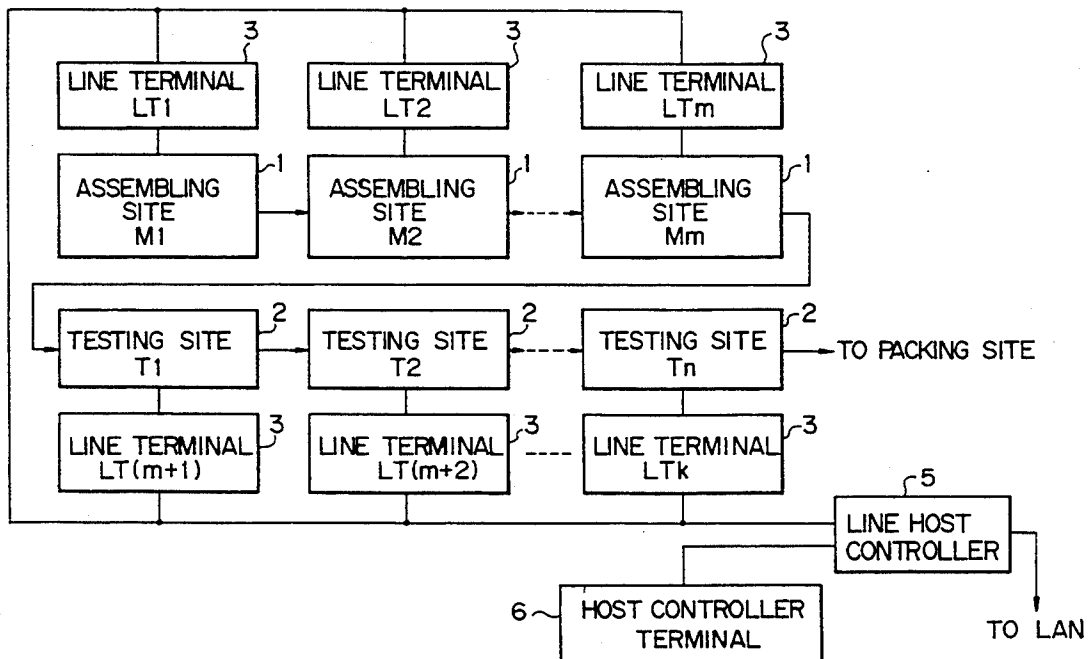 3
3
3
LINE TERMINAL
LT1
LINE TERMINAL
LT2
LINE TERMINAL
LTm
1
1
1
ASSEMBLING
SITE
M1
ASSEMBLING
SITE
M2
ASSEMBLING
SITE
Mm
2
2
2
TESTING SITE
T1
TESTING SITE
T2
TESTING SITE
Tn
TO PACKING SITE
3
3
3
LINE TERMINAL
LT(m+1)
LINE TERMINAL
LT(m+2)
LINE TERMINAL
LTk
5
LINE HOST
CONTROLLER
6
HOST CONTROLLER
TERMINAL
TO LAN